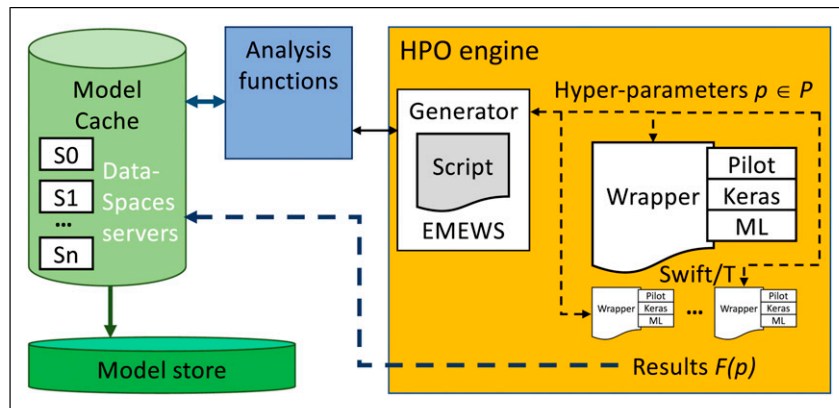 Model
Cache
S0
S1
...
Sn
Data-
Spaces
servers
Model store
Analysis
functions
HPO engine
Hyper-parameters p ∈ P
Generator
Script
EMEWS
Wrapper
Pilot
Keras
ML
Swift/T
Wrapper
Pilot
Keras
ML
...
Wrapper
Pilot
Keras
ML
Results F(p)